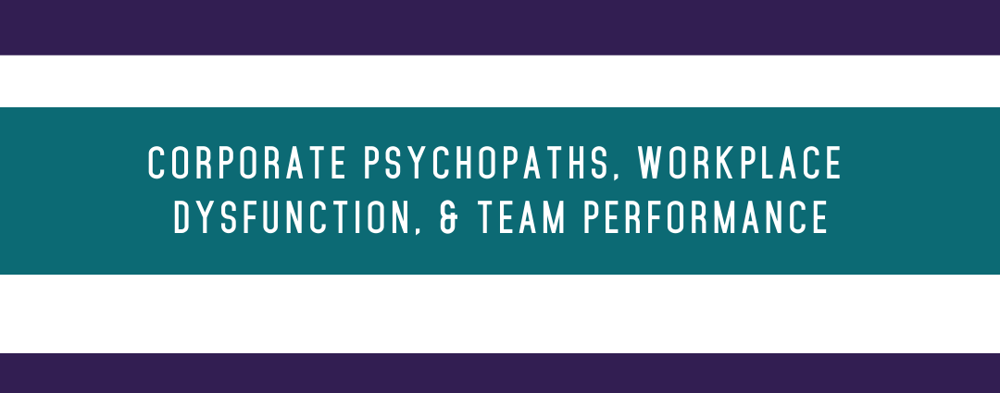 CORPORATE PSYCHOPATHS, WORKPLACE
DYSFUNCTION, & TEAM PERFORMANCE